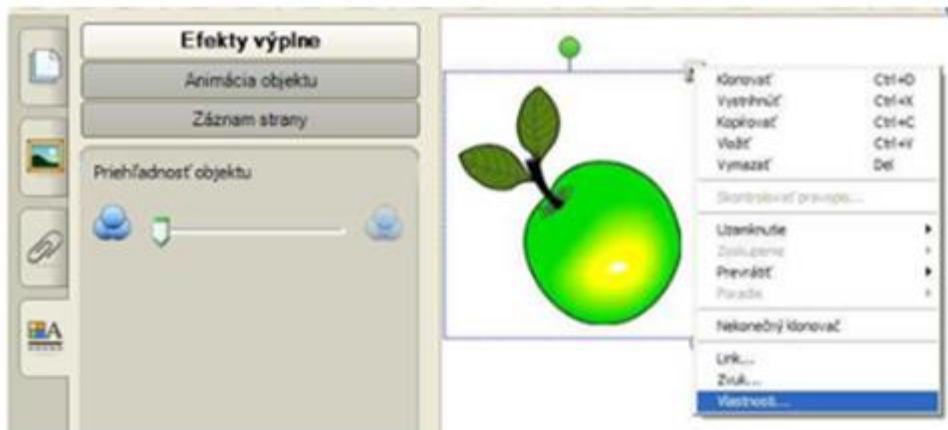 Efekty výplne
Animácia objektu
Záznam strany
Priehľadnosť objektu
Klonovať Ctrl+D
Vystrihnúť Ctrl+X
Kopírovať Ctrl+C
Vložiť Ctrl+V
Vymazať Del
Skontrolovať pravopis...
Uzamknutie
Zoskupenie
Prevrátiť
Poradie
Nekonečný klonovač
Link...
Zvuk...
Vlastnosti...